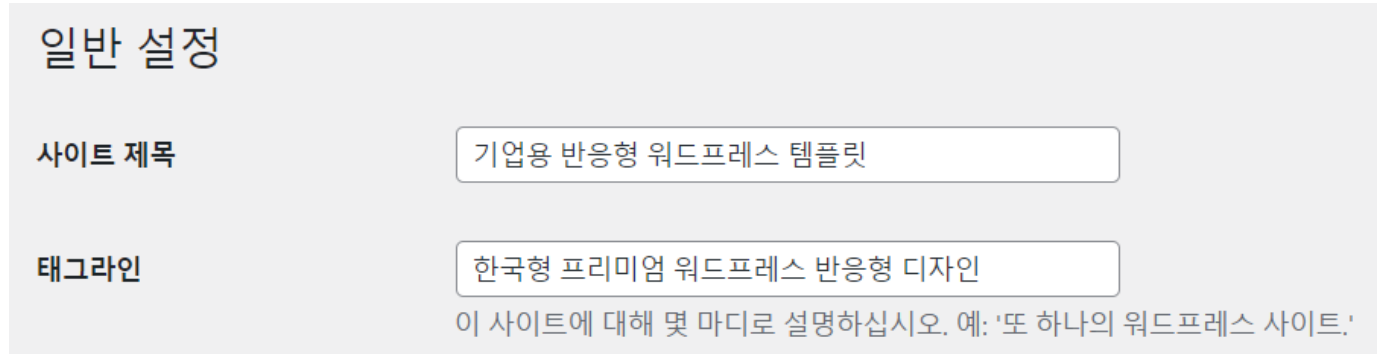 일반 설정
사이트 제목
기업용 반응형 워드프레스 템플릿
태그라인
한국형 프리미엄 워드프레스 반응형 디자인
이 사이트에 대해 몇 마디로 설명하십시오. 예: '또 하나의 워드프레스 사이트.'